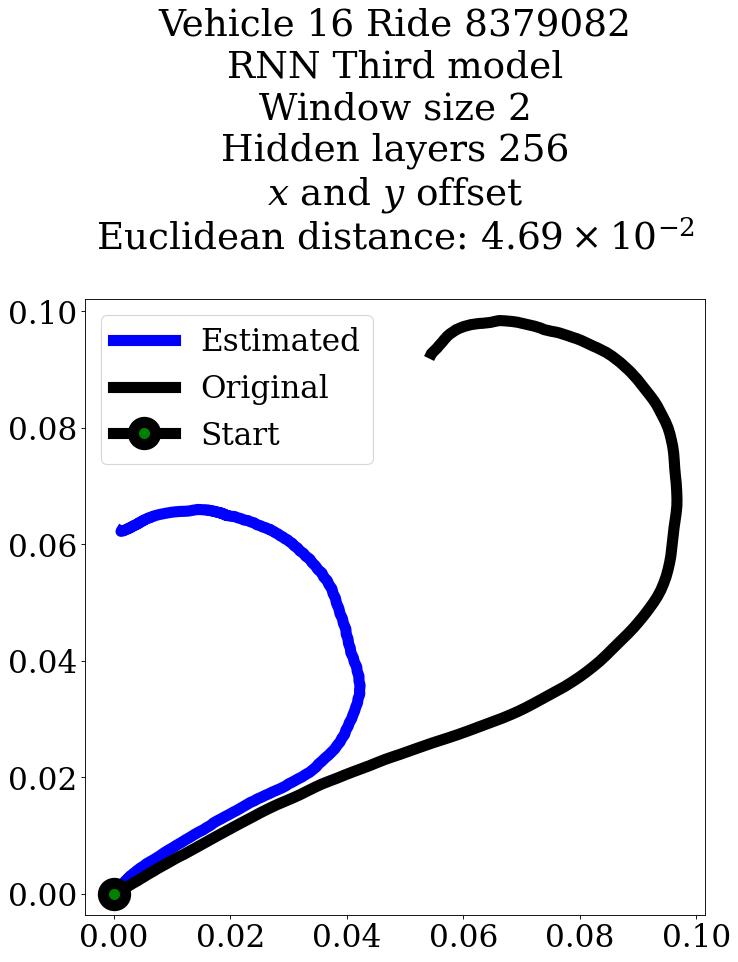 Vehicle 16 Ride 8379082
RNN Third model
Window size 2
Hidden layers 256
x and y offset
Euclidean distance: 4.69 × 10⁻²
Estimated
Original
Start
0.10
0.08
0.06
0.04
0.02
0.00
0.00 0.02 0.04 0.06 0.08 0.10